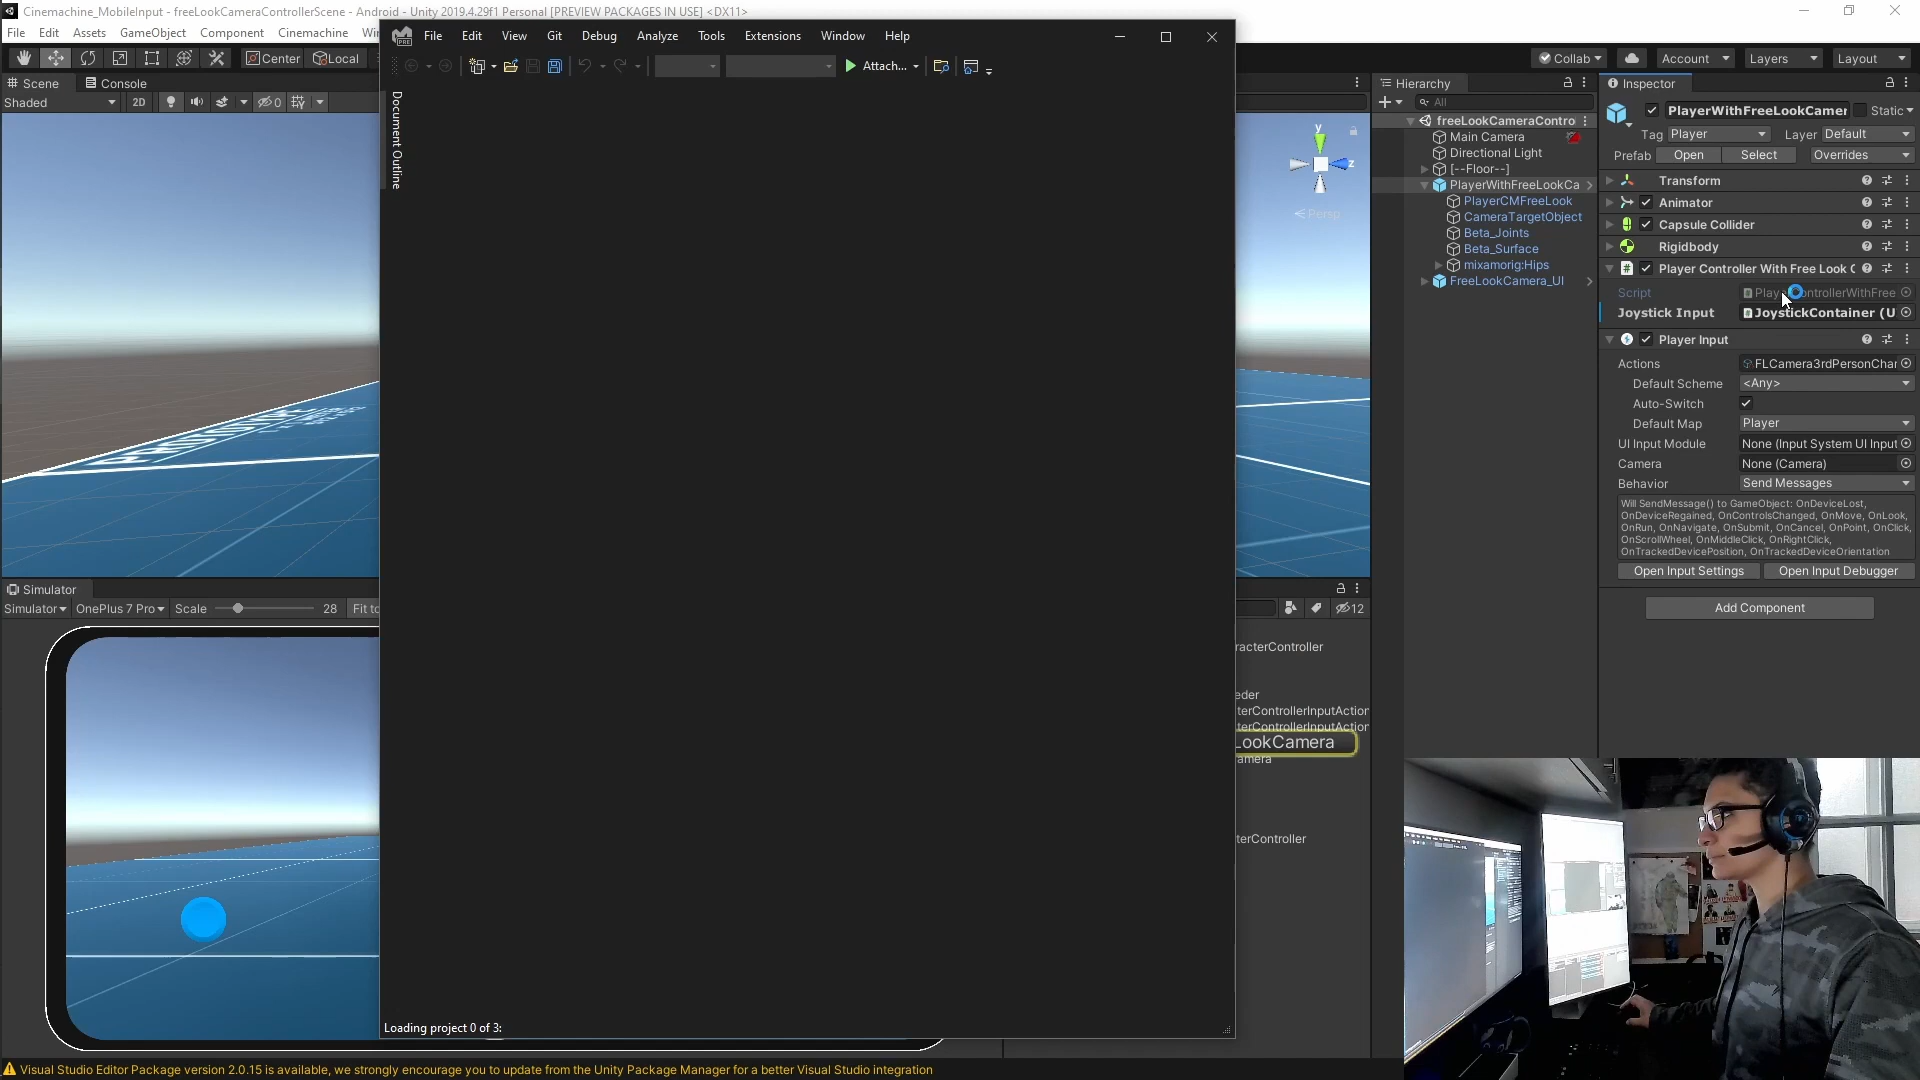 Cinemachine_MobileInput - freeLookCameraControllerScene - Android - Unity 2019.4.29f1 Personal [PREVIEW PACKAGES IN USE] <DX11>
File Edit Assets GameObject Component Cinemachine
Center Local
Collab Account Layers Layout
Scene Console
Shaded 2D 0
File Edit View Git Debug Analyze Tools Extensions Window Help
Attach...
Document Outline
Loading project 0 of 3:
y
z
Persp
Simulator
Simulator OnePlus 7 Pro Scale 28 Fit to
12
racterController
eder
terControllerInputAction
terControllerInputAction
LookCamera
amera
terController
Hierarchy
All
freeLookCameraContro
Main Camera
Directional Light
[--Floor--]
PlayerWithFreeLookCa
PlayerCMFreeLook
CameraTargetObject
Beta_Joints
Beta_Surface
mixamorig:Hips
FreeLookCamera_UI
Inspector
PlayerWithFreeLookCamer Static
Tag Player Layer Default
Prefab Open Select Overrides
Transform
Animator
Capsule Collider
Rigidbody
Player Controller With Free Look C
Script
Joystick Input JoystickContainer (U
Player Input
Actions FLCamera3rdPersonChar
Default Scheme <Any>
Auto-Switch
Default Map Player
UI Input Module None (Input System UI Input
Camera None (Camera)
Behavior Send Messages
Will SendMessage() to GameObject: OnDeviceLost,
OnDeviceRegained, OnControlsChanged, OnMove, OnLook,
OnRun, OnNavigate, OnSubmit, OnCancel, OnPoint, OnClick,
OnScrollWheel, OnMiddleClick, OnRightClick,
OnTrackedDevicePosition, OnTrackedDeviceOrientation
Open Input Settings Open Input Debugger
Add Component
Visual Studio Editor Package version 2.0.15 is available, we strongly encourage you to update from the Unity Package Manager for a better Visual Studio integration